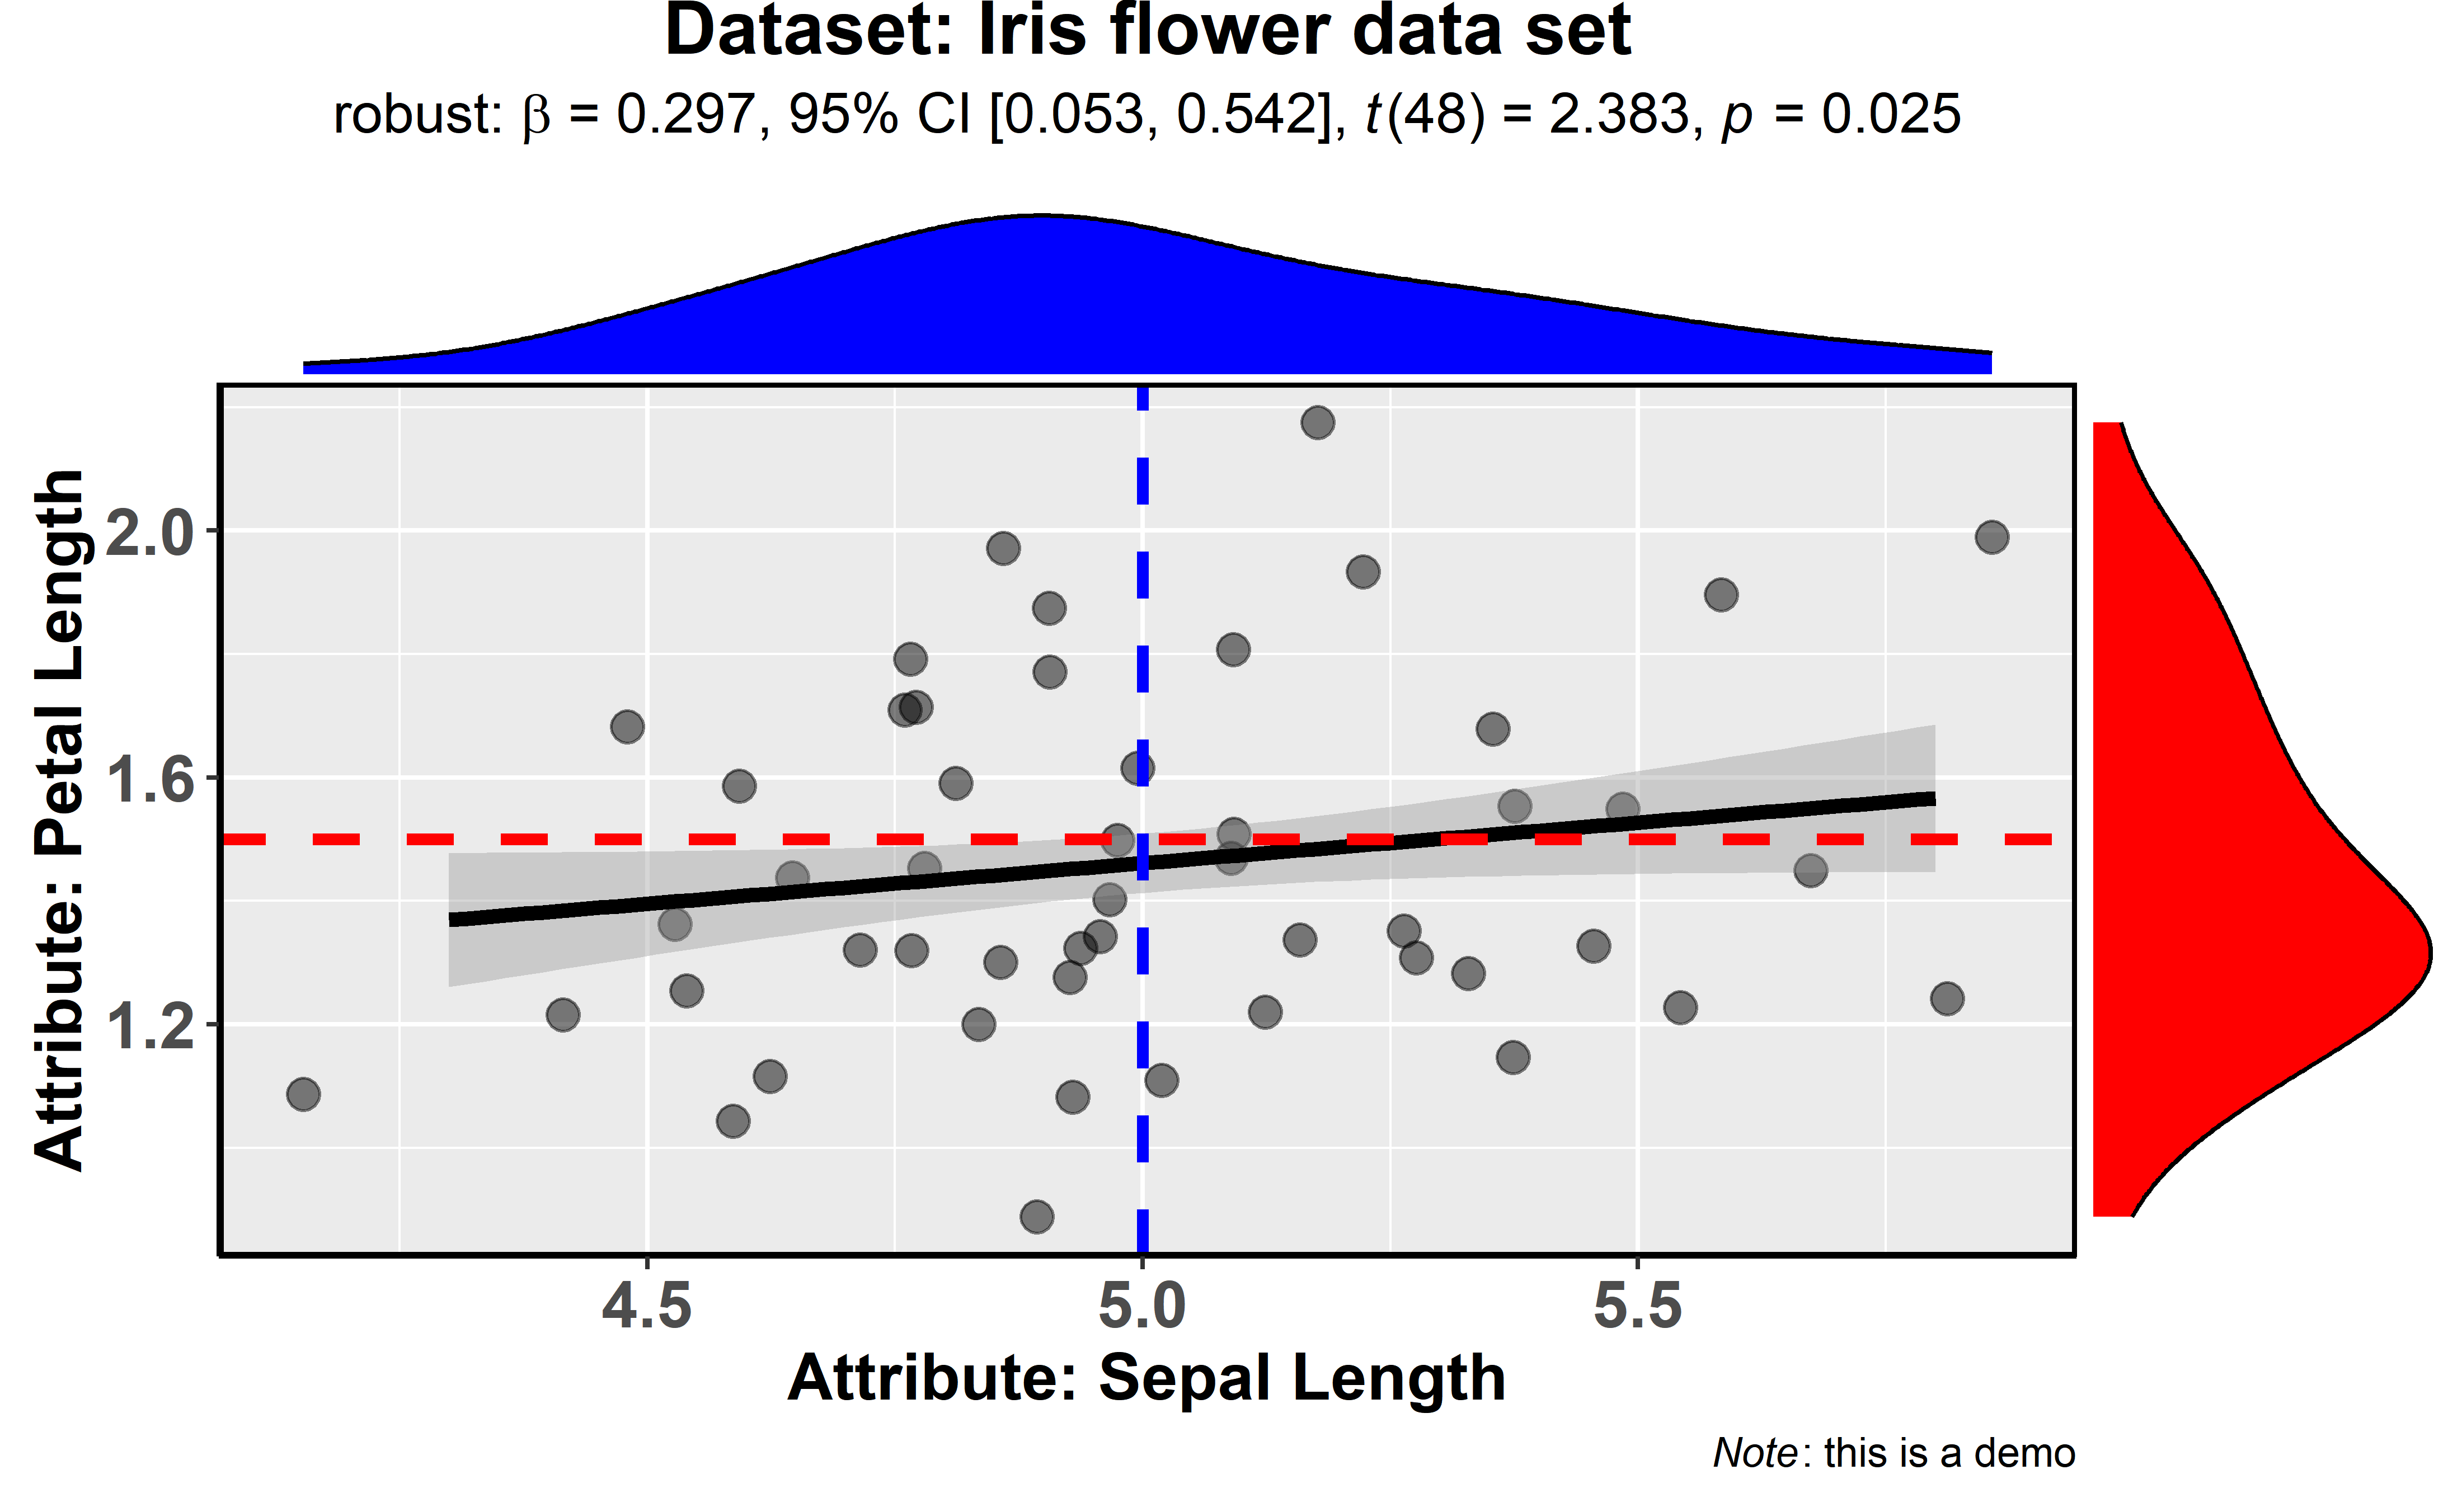 Dataset: Iris flower data set
robust: β = 0.297, 95% CI [0.053, 0.542], t(48) = 2.383, p = 0.025
Attribute: Petal Length
2.0
1.6
1.2
4.5 5.0 5.5
Attribute: Sepal Length
Note: this is a demo